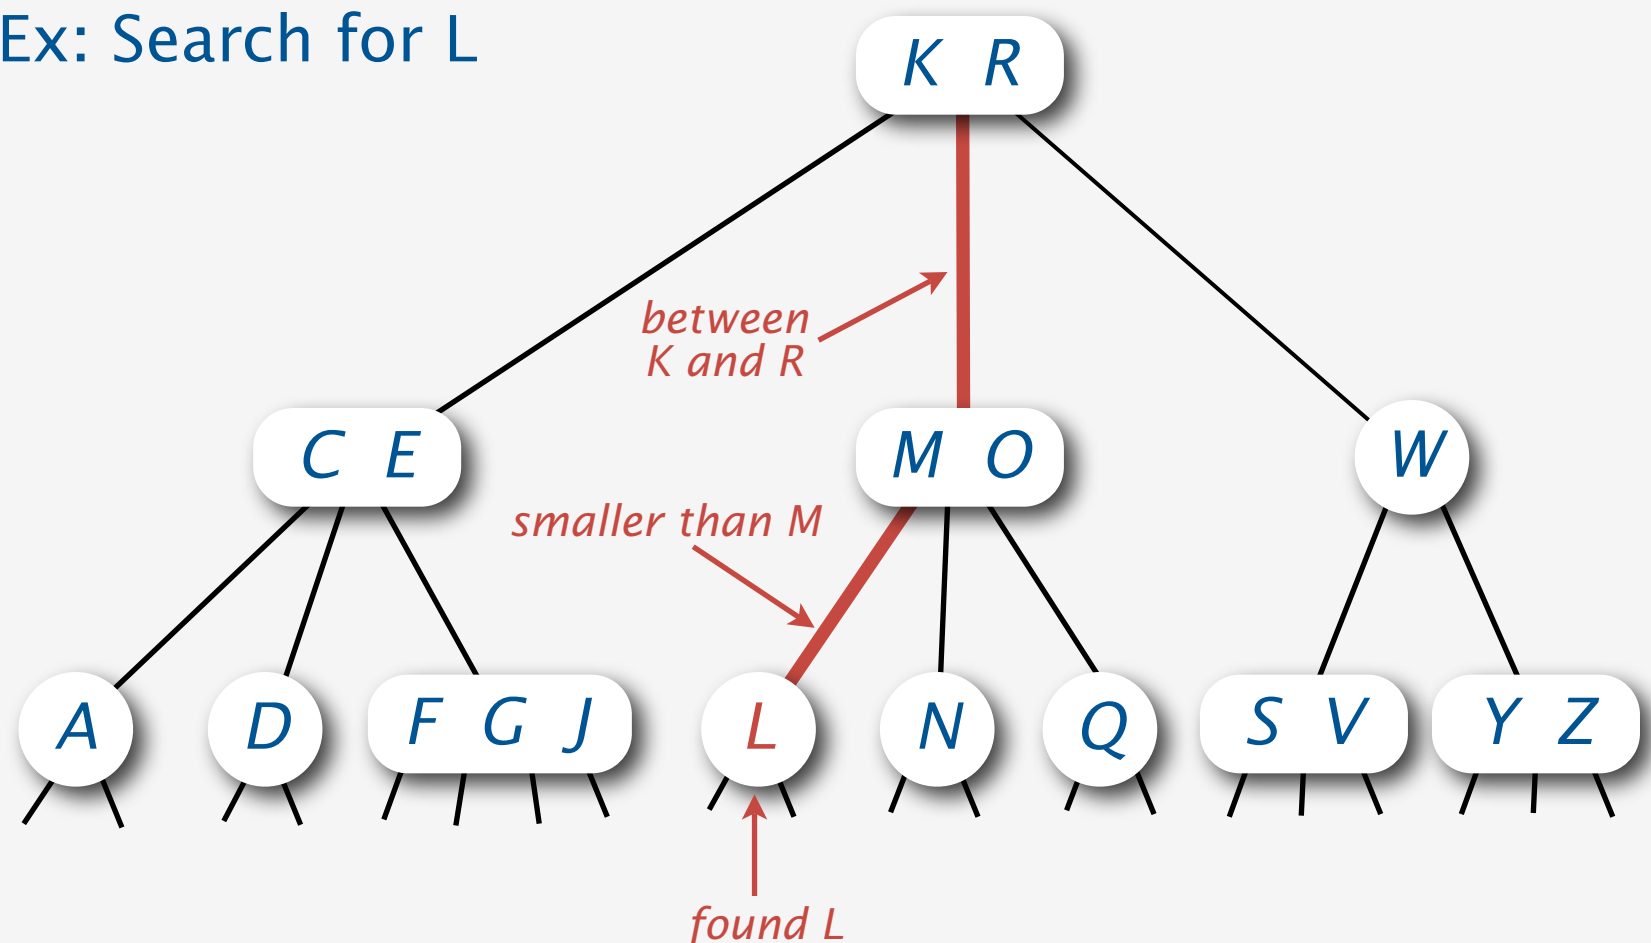 Ex: Search for L
K R
between
K and R
C E
M O
W
smaller than M
A
D
F G J
L
N
Q
S V
Y Z
found L